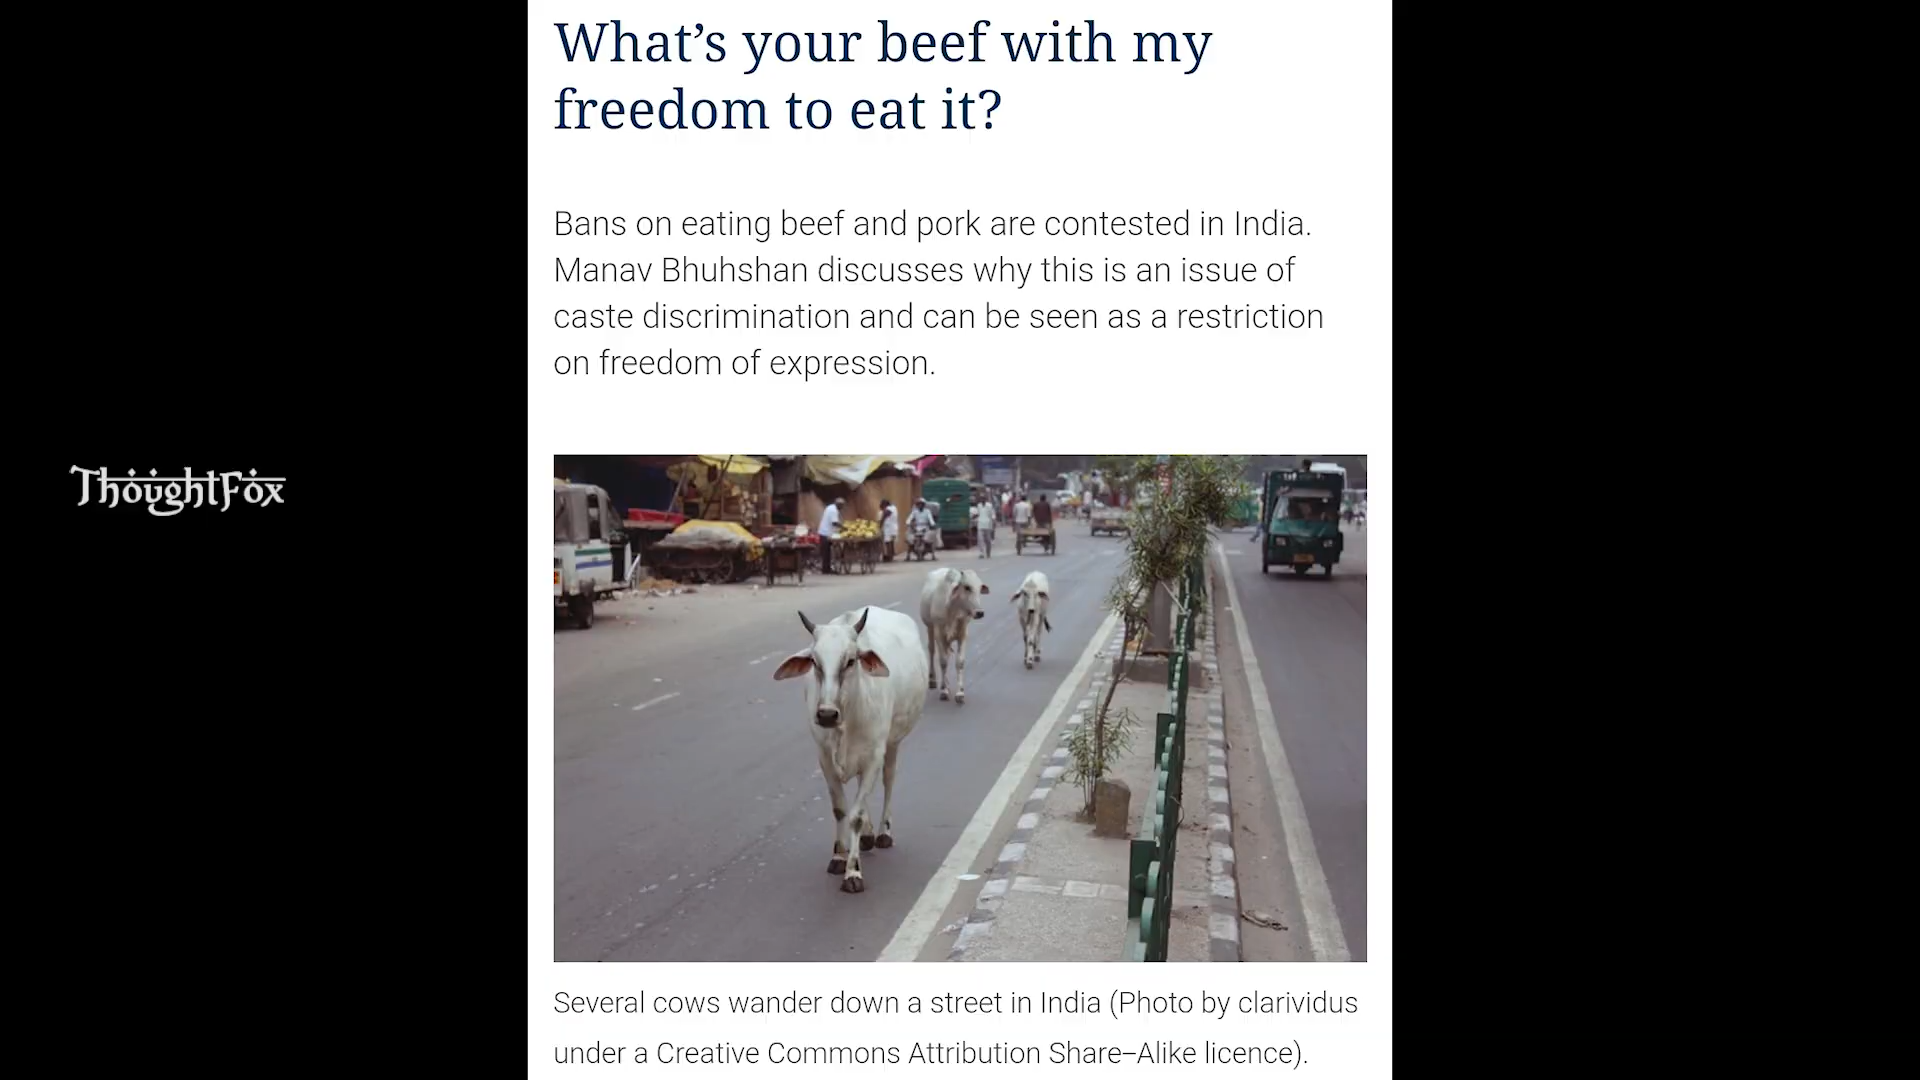 What’s your beef with my
freedom to eat it?
Bans on eating beef and pork are contested in India.
Manav Bhuhshan discusses why this is an issue of
caste discrimination and can be seen as a restriction
on freedom of expression.
ThoughtFox
Several cows wander down a street in India (Photo by clarividus
under a Creative Commons Attribution Share–Alike licence).